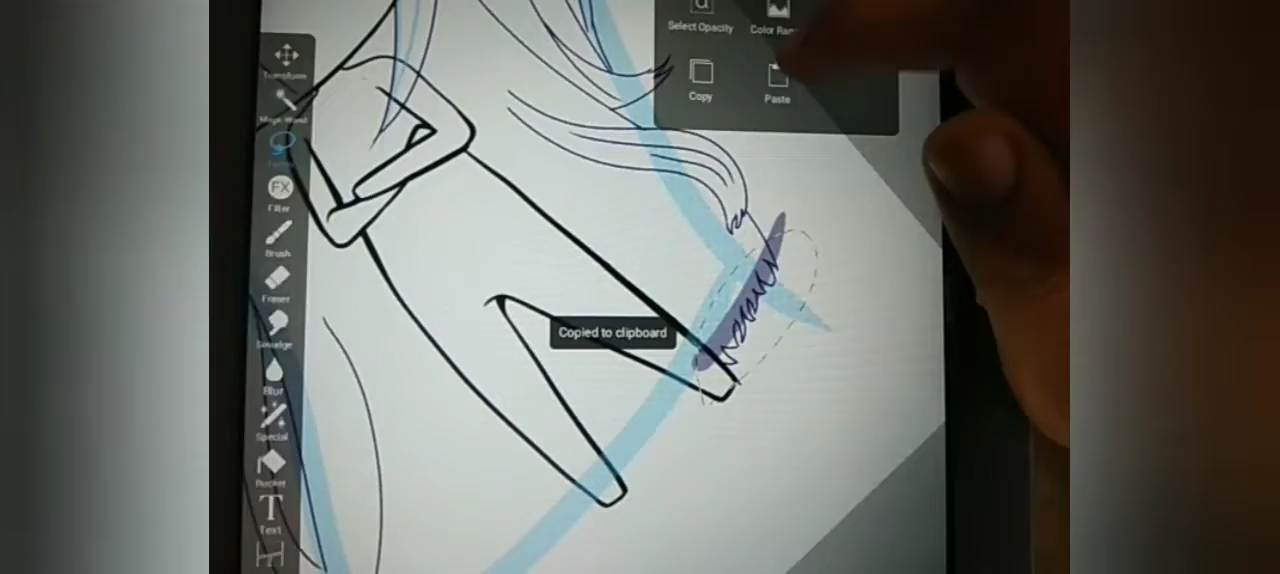 Select Opacity
Copy
Paste
Transform
Magic Wand
FX
Filter
Brush
Eraser
Smudge
Blur
Special
Bucket
T
Text
Copied to clipboard